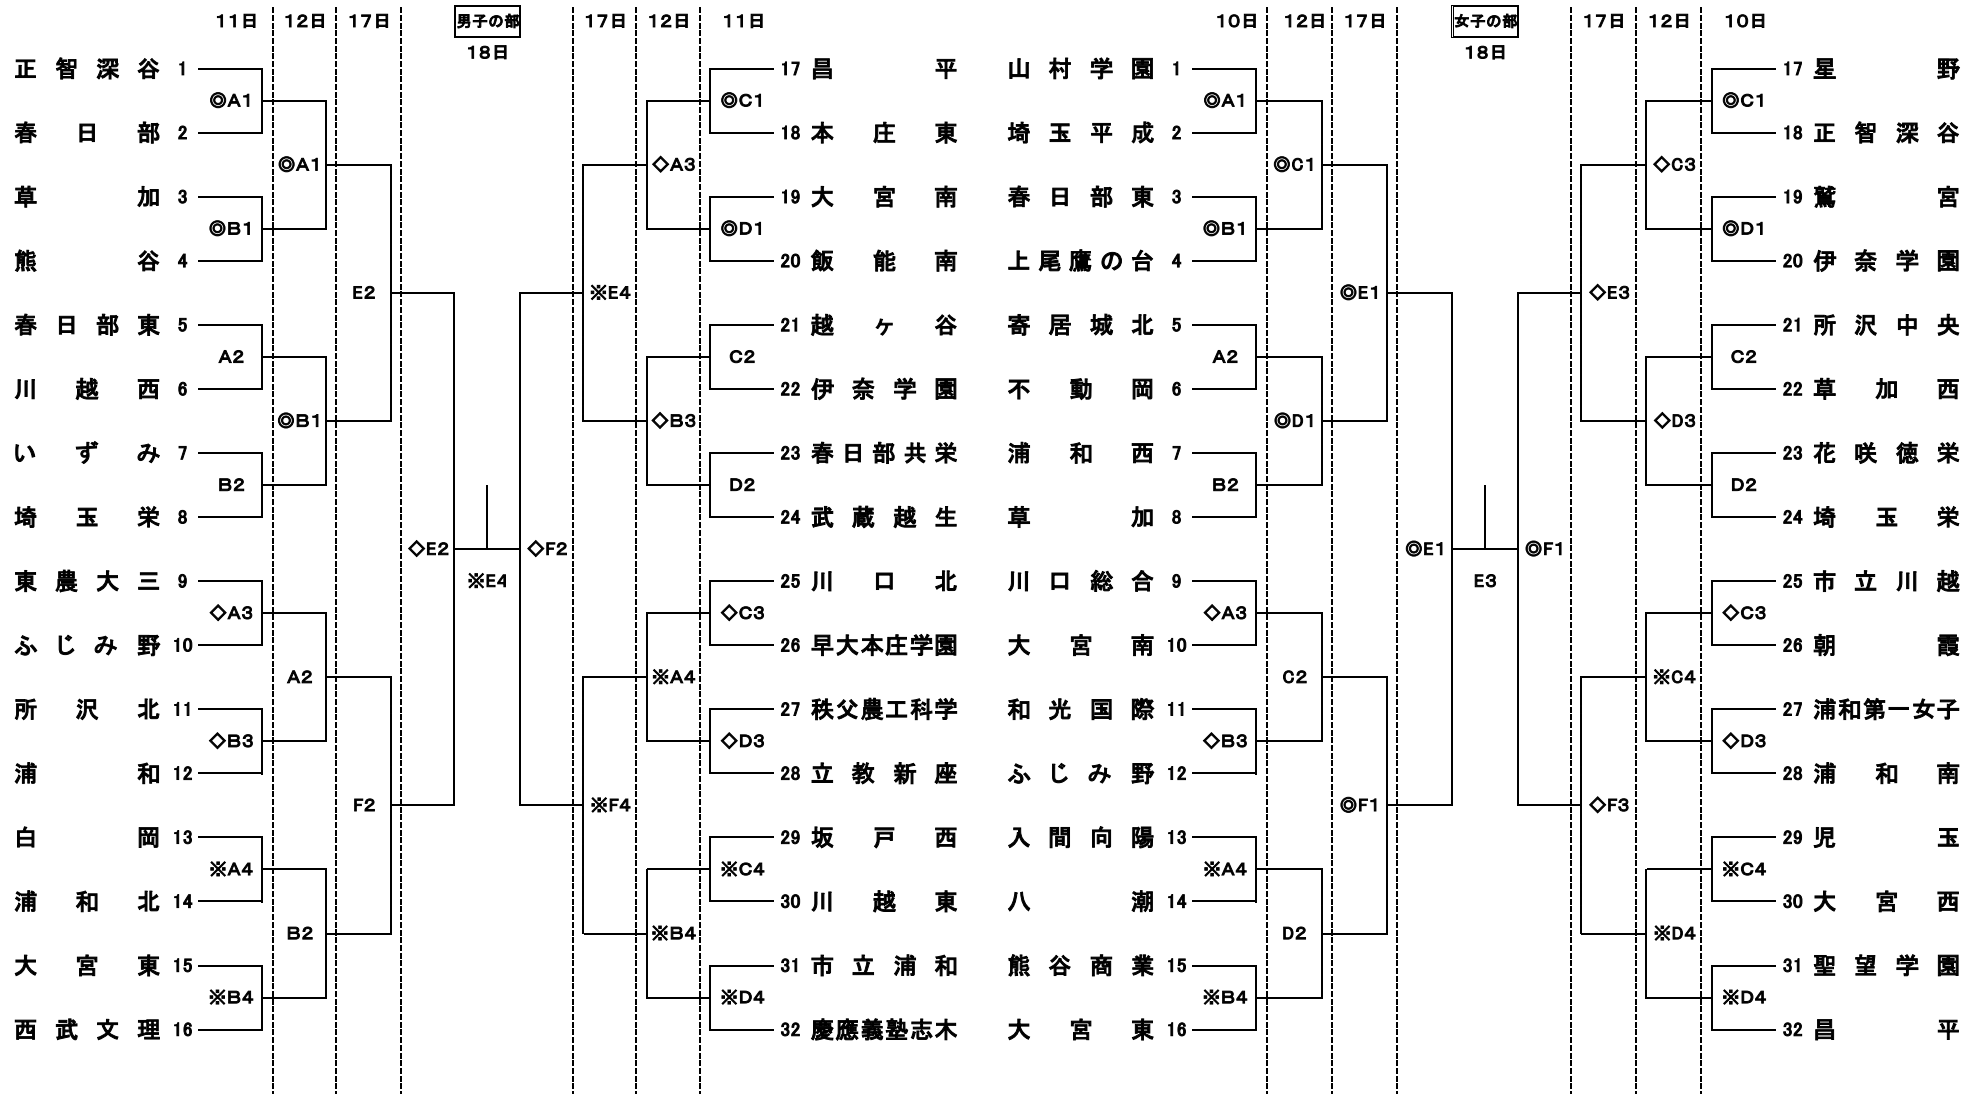 11日 12日 17日 男子の部 17日 12日 11日 10日 12日 17日 女子の部 17日 12日 10日
18日 18日
正智深谷 1 17 昌平 山村学園 1 17 星野
◎A1 ◎C1 ◎A1 ◎C1
春日部 2 18 本庄東 埼玉平成 2 18 正智深谷
◎A1 ◇A3 ◎C1 ◇C3
草加 3 19 大宮南 春日部東 3 19 鷲宮
◎B1 ◎D1 ◎B1 ◎D1
熊谷 4 20 飯能南 上尾鷹の台 4 20 伊奈学園
E2 ※E4 ◎E1 ◇E3
春日部東 5 21 越ヶ谷 寄居城北 5 21 所沢中央
A2 C2 A2 C2
川越西 6 22 伊奈学園 不動岡 6 22 草加西
◎B1 ◇B3 ◎D1 ◇D3
いずみ 7 23 春日部共栄 浦和西 7 23 花咲徳栄
B2 D2 B2 D2
埼玉栄 8 24 武蔵越生 草加 8 24 埼玉栄
◇E2 ◇F2 ◎E1 ◎F1
東農大三 9 ※E4 25 川口北 川口総合 9 E3 25 市立川越
◇A3 ◇C3 ◇A3 ◇C3
ふじみ野 10 26 早大本庄学園 大宮南 10 26 朝霞
A2 ※A4 C2 ※C4
所沢北 11 27 秩父農工科学 和光国際 11 27 浦和第一女子
◇B3 ◇D3 ◇B3 ◇D3
浦和 12 28 立教新座 ふじみ野 12 28 浦和南
F2 ※F4 ◎F1 ◇F3
白岡 13 29 坂戸西 入間向陽 13 29 児玉
※A4 ※C4 ※A4 ※C4
浦和北 14 30 川越東 八潮 14 30 大宮西
B2 ※B4 D2 ※D4
大宮東 15 31 市立浦和 熊谷商業 15 31 聖望学園
※B4 ※D4 ※B4 ※D4
西武文理 16 32 慶應義塾志木 大宮東 16 32 昌平